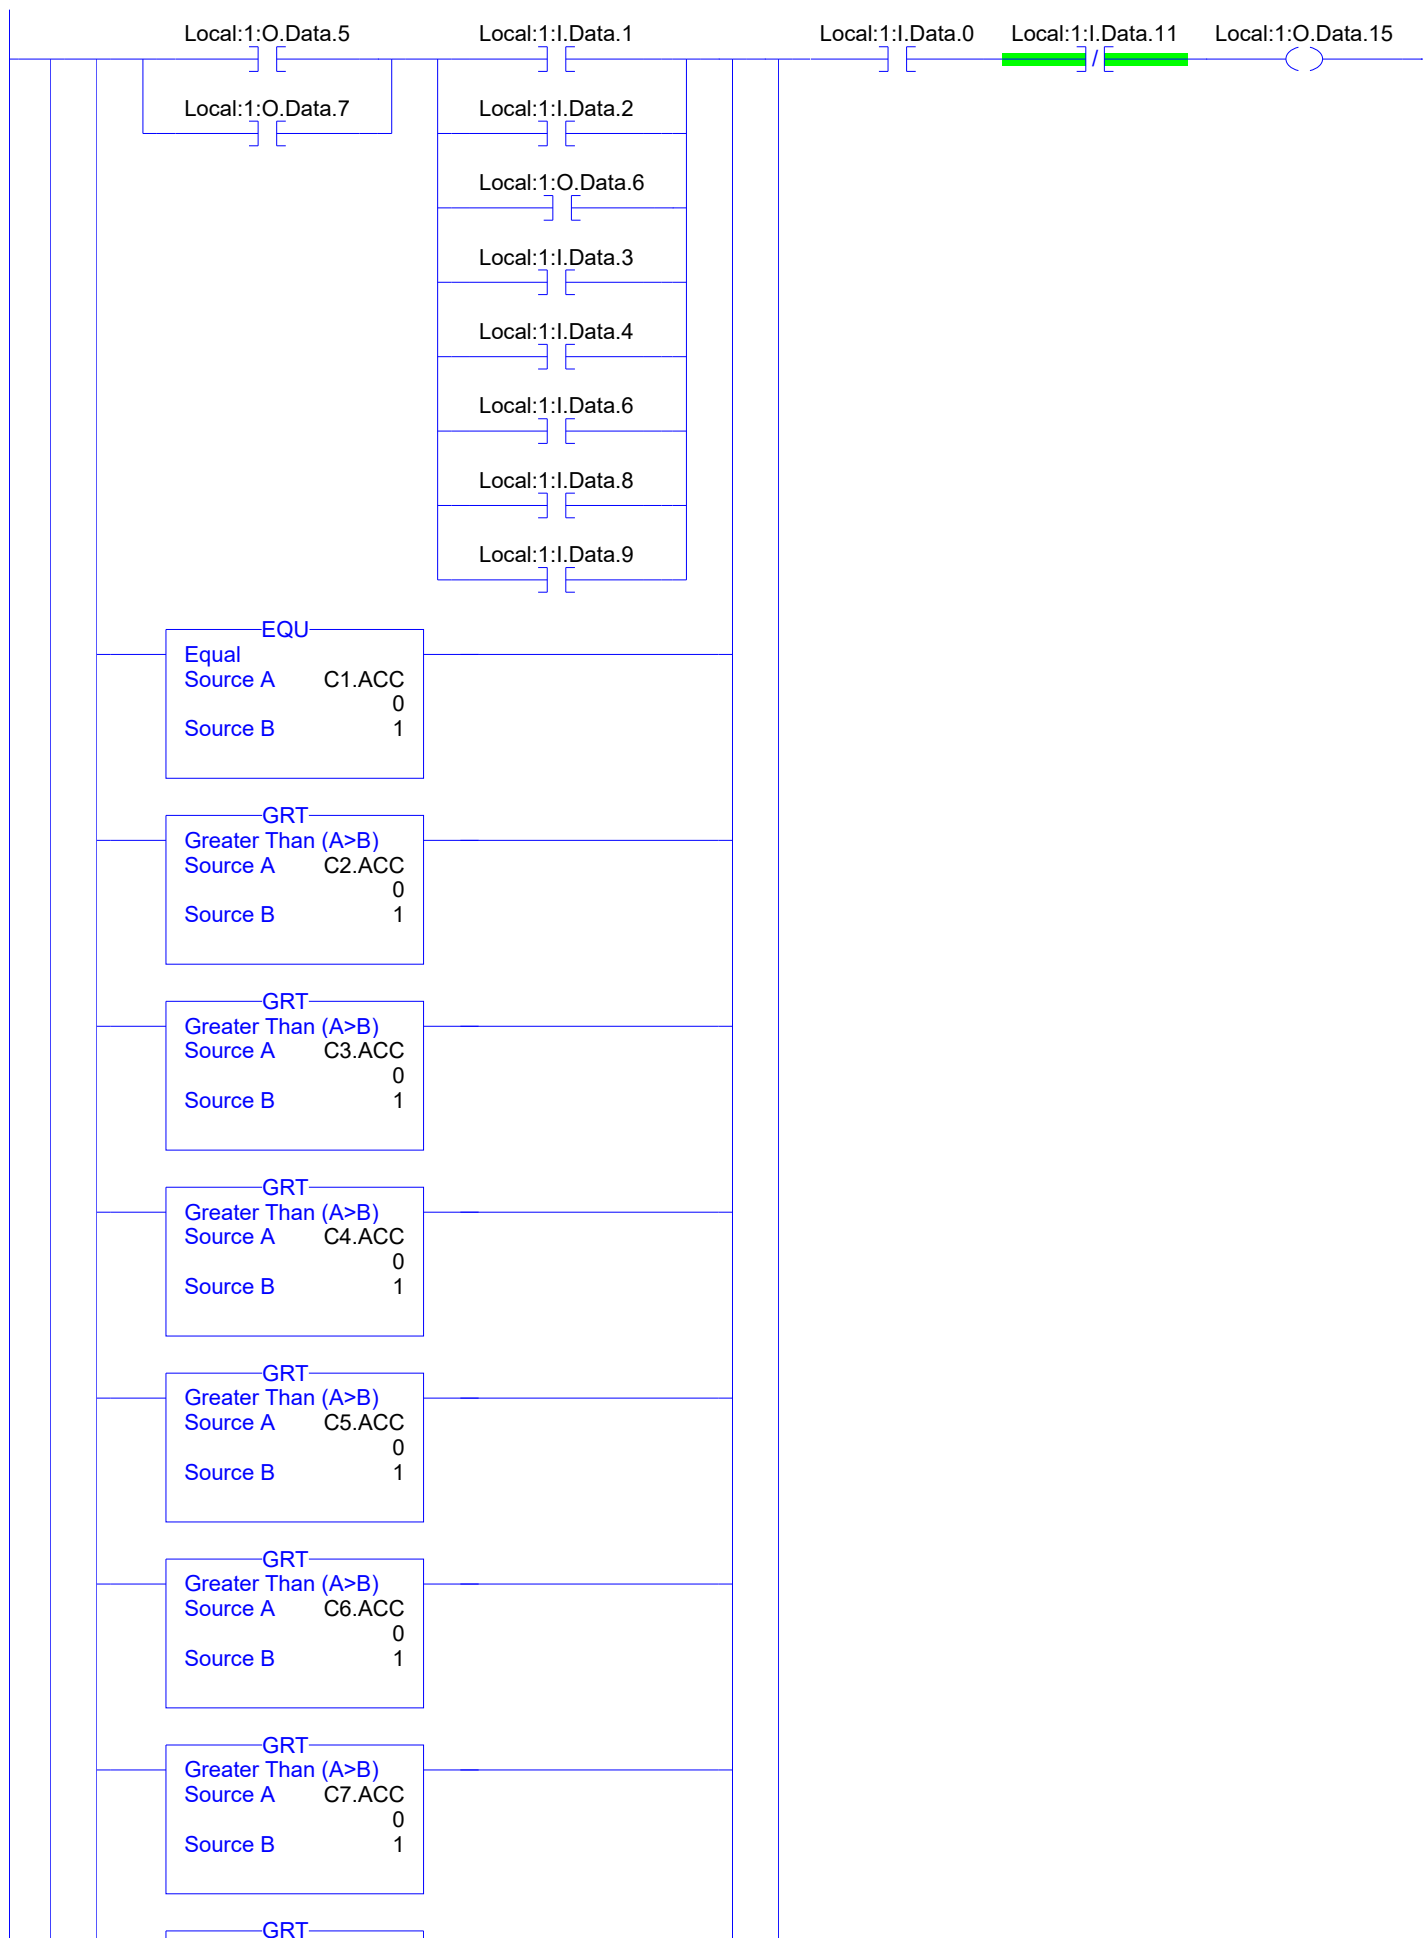 Local:1:O.Data.5 Local:1:I.Data.1 Local:1:I.Data.0 Local:1:I.Data.11 Local:1:O.Data.15
Local:1:O.Data.7 Local:1:I.Data.2
Local:1:O.Data.6
Local:1:I.Data.3
Local:1:I.Data.4
Local:1:I.Data.6
Local:1:I.Data.8
Local:1:I.Data.9
EQU
Equal
Source A C1.ACC
0
Source B 1
GRT
Greater Than (A>B)
Source A C2.ACC
0
Source B 1
GRT
Greater Than (A>B)
Source A C3.ACC
0
Source B 1
GRT
Greater Than (A>B)
Source A C4.ACC
0
Source B 1
GRT
Greater Than (A>B)
Source A C5.ACC
0
Source B 1
GRT
Greater Than (A>B)
Source A C6.ACC
0
Source B 1
GRT
Greater Than (A>B)
Source A C7.ACC
0
Source B 1
GRT